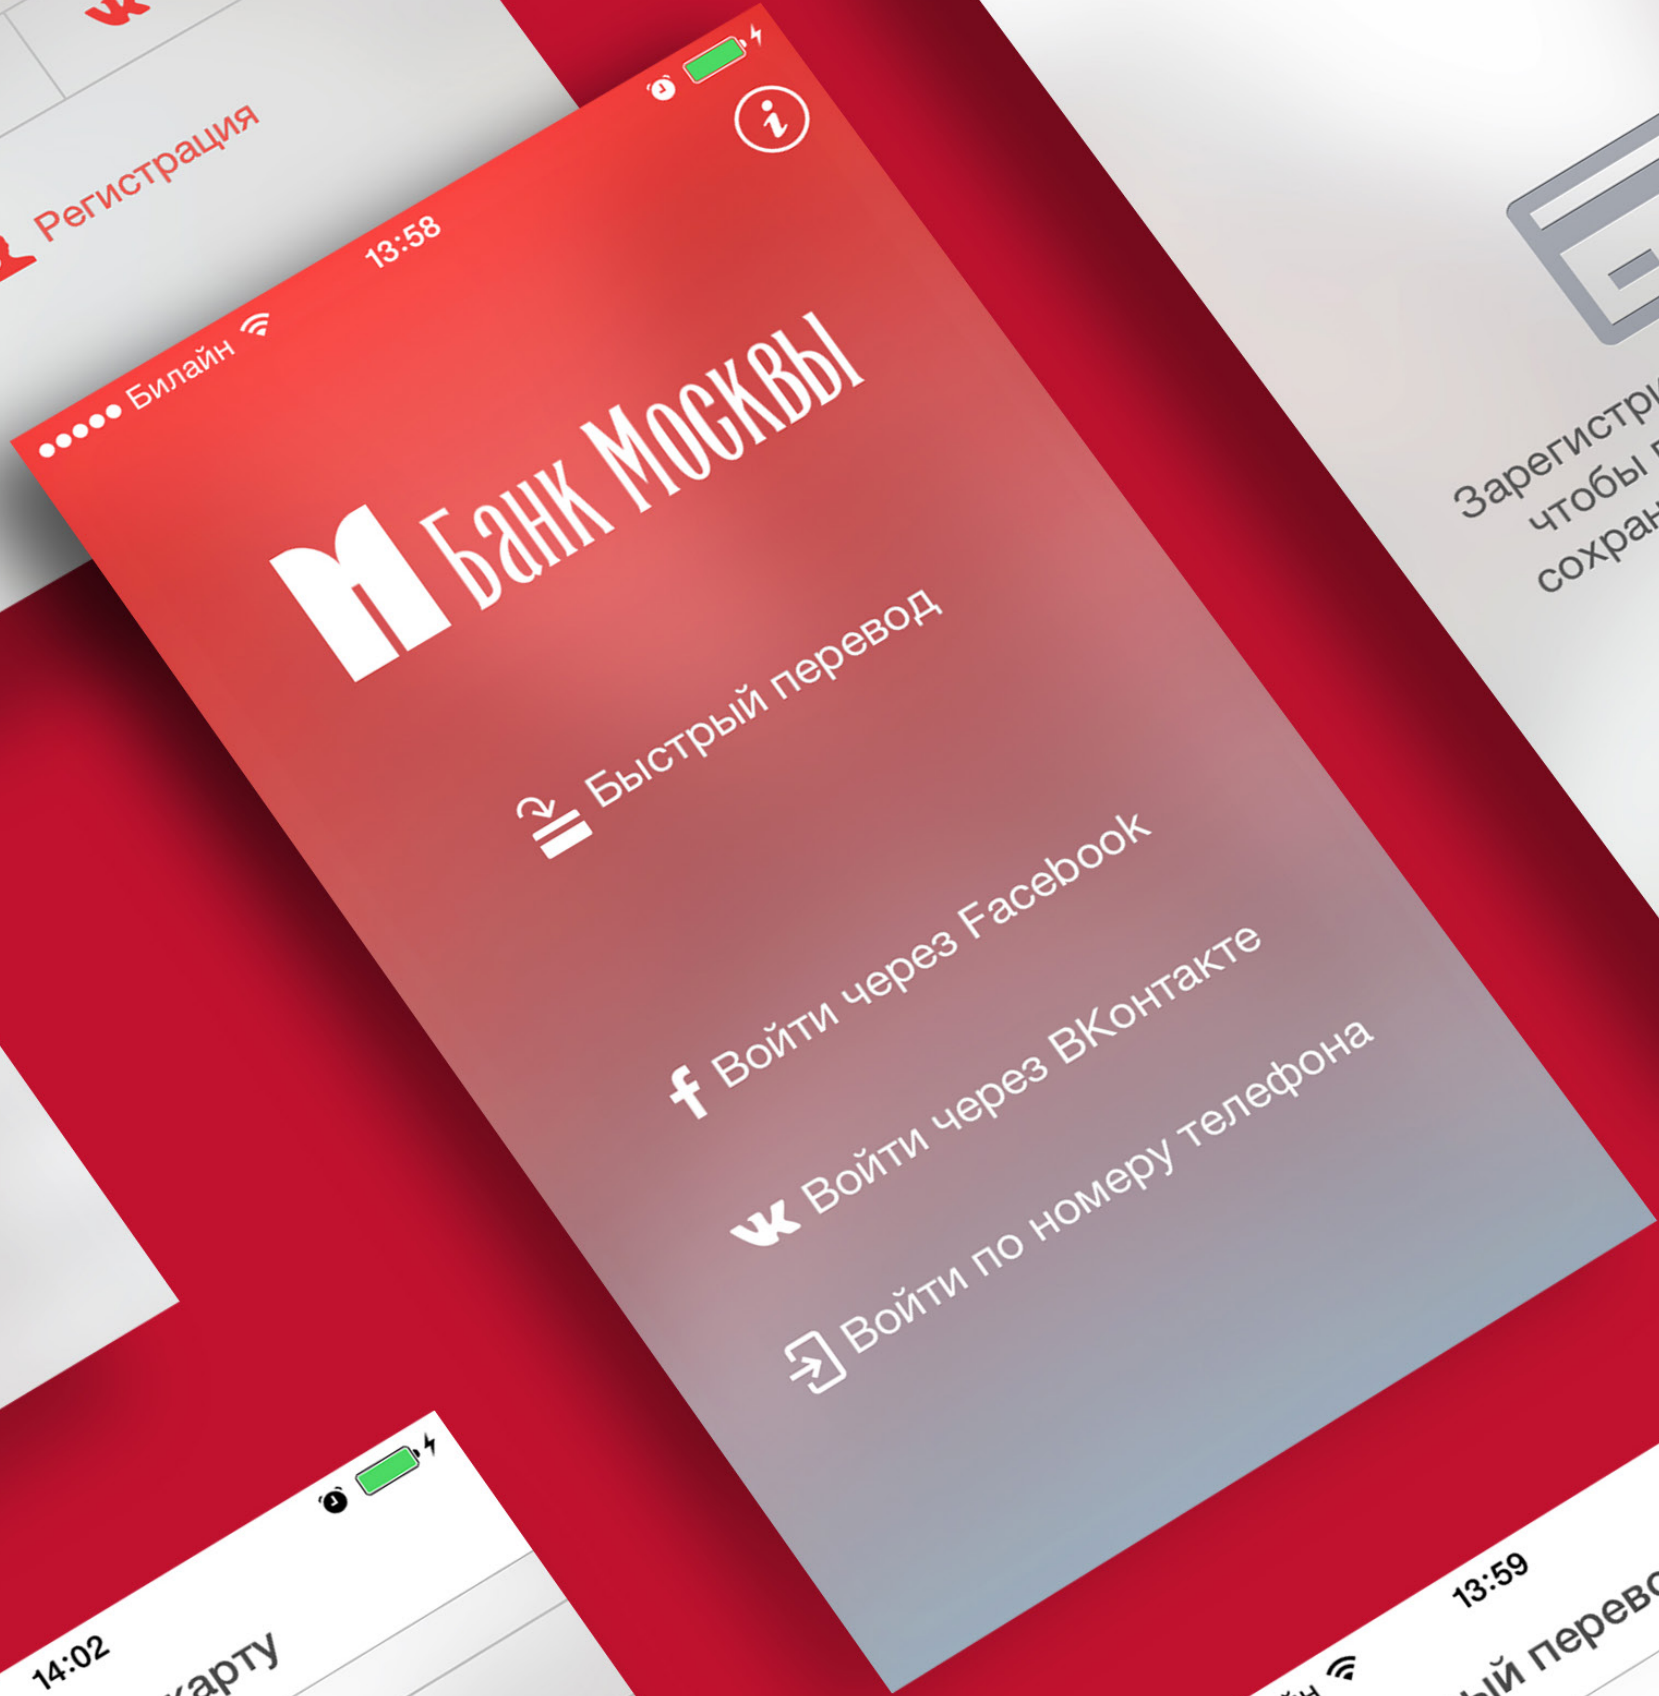 Регистрация
Билайн
13:58
Банк Москвы
Быстрый перевод
Войти через Facebook
Войти через ВКонтакте
Войти по номеру телефона
чтобы
14:02
13:59